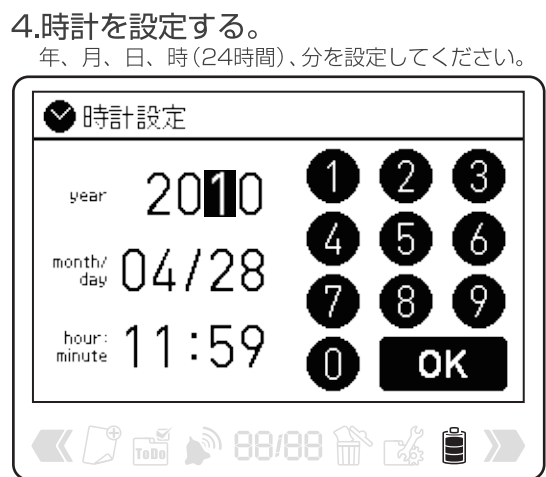 4.時計を設定する。
年、月、日、時(24時間)、分を設定してください。
時計設定
year 2010
month/day 04/28
hour:minute 11:59
1 2 3
4 5 6
7 8 9
0 OK
ToDo 88/88